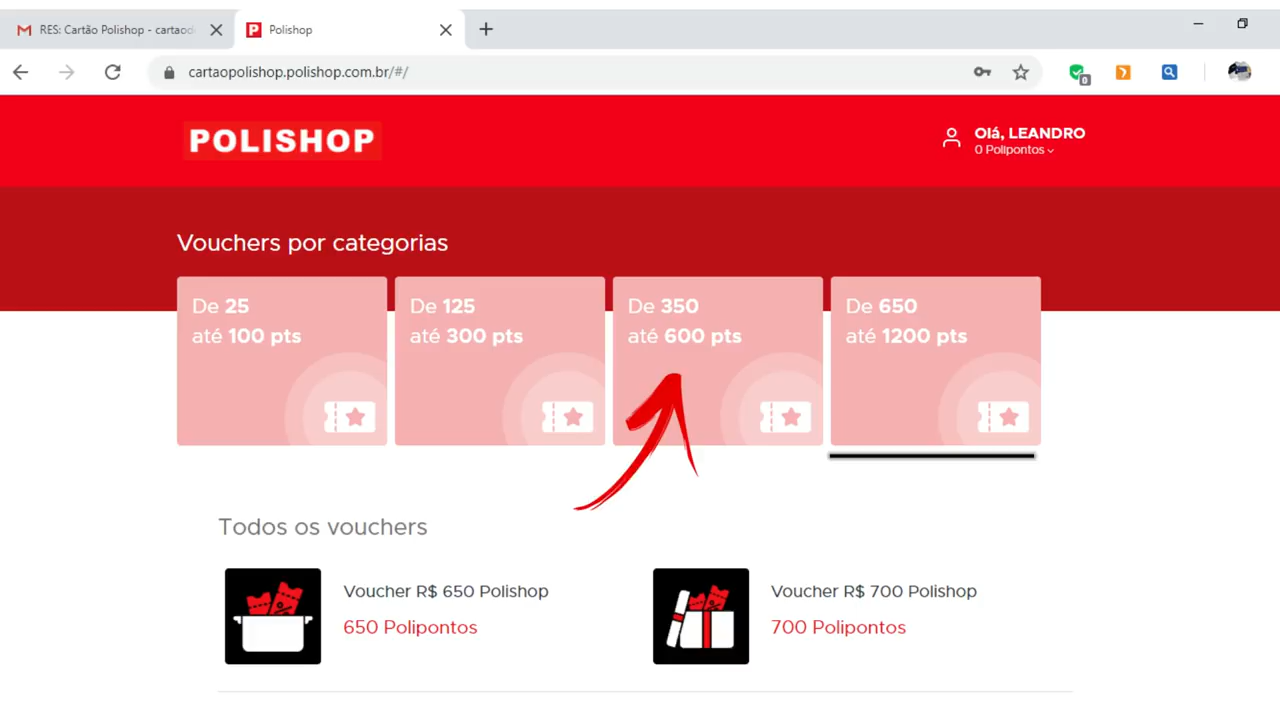 RES: Cartão Polishop - cartaod
Polishop
cartaopolishop.polishop.com.br/#/
0
POLISHOP
Olá, LEANDRO
0 Polipontos
Vouchers por categorias
De 25
até 100 pts
De 125
até 300 pts
De 350
até 600 pts
De 650
até 1200 pts
Todos os vouchers
Voucher R$ 650 Polishop
650 Polipontos
Voucher R$ 700 Polishop
700 Polipontos